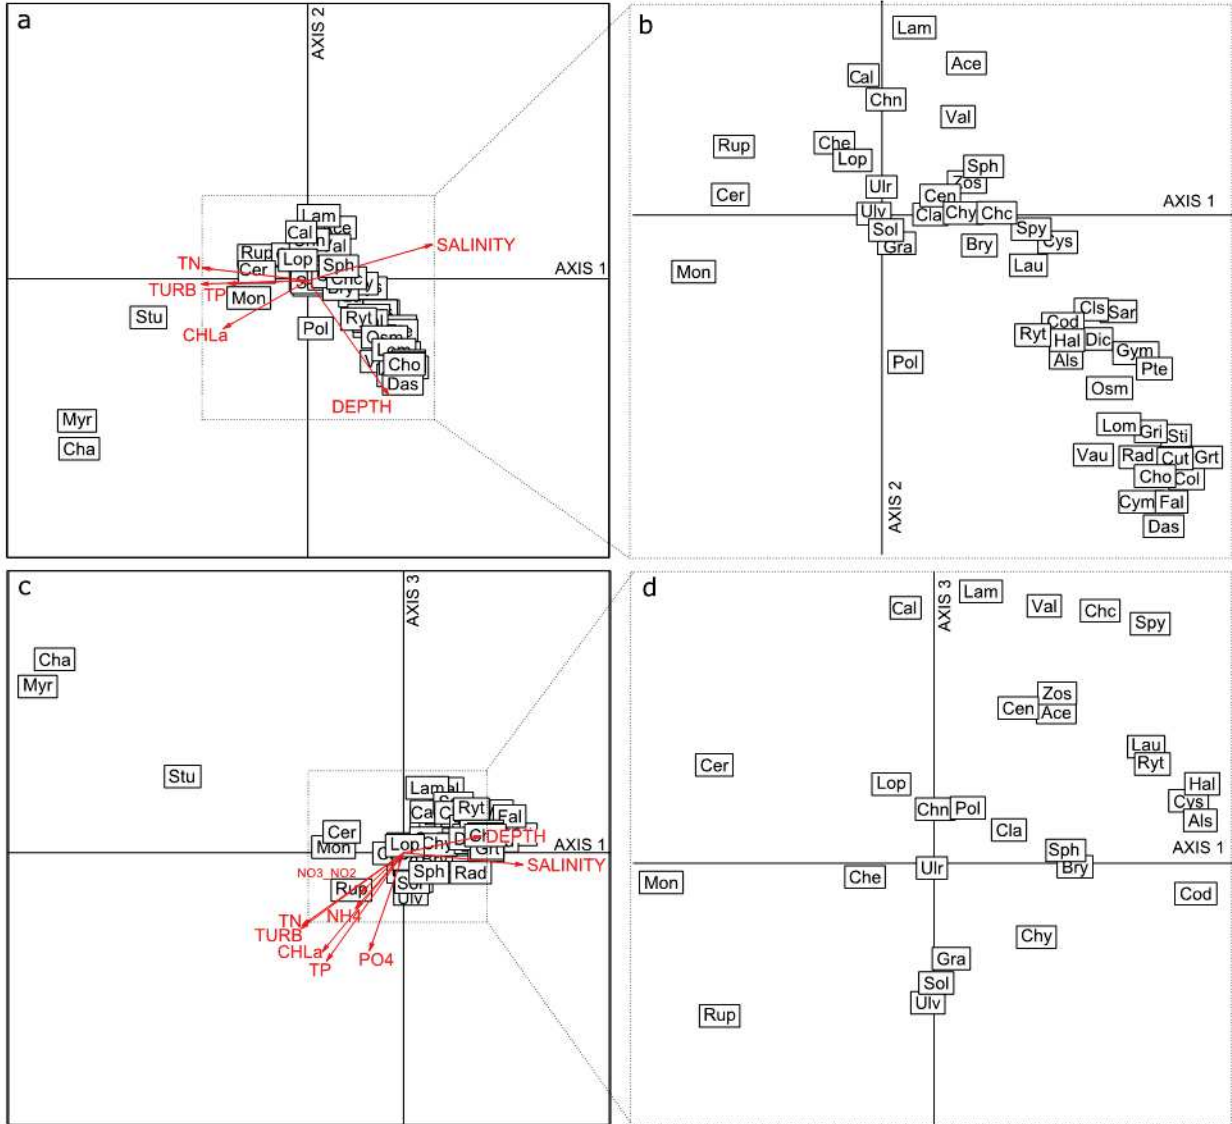 a
AXIS 2
Lam
Cal
Val
SALINITY
Rup
Lop
Sph
TN
Cer
AXIS 1
TURB
TP
Mon
Stu
CHLa
Pol
Ryt
Osm
Cho
Das
DEPTH
Myr
Cha
b
Lam
Ace
Cal
Chn
Val
Rup
Che
Lop
Sph
Ulr
Zos
Cer
Cen
AXIS 1
Ulv
Cla
Chy
Chc
Sol
Spy
Gra
Bry
Cys
Lau
Mon
Cls
Sar
Cod
Ryt
Hal
Dic
Als
Gym
Pte
Pol
Osm
Lom
Gri
Sti
Vau
Rad
Cut
Grt
Cho
Col
Cym
Fal
Das
AXIS 2
c
AXIS 3
Cha
Myr
Stu
Lam
Ryt
Fal
Cer
Mon
Lop
Chy
DEPTH
AXIS 1
Grt
SALINITY
NO3_NO2
Rup
Sph
Rad
Sol
Ulv
NH4
TN
TURB
CHLa
TP
PO4
d
AXIS 3
Cal
Lam
Val
Chc
Spy
Zos
Cen
Ace
Lau
Ryt
Cer
Lop
Hal
Cys
Als
Chn
Pol
Cla
Sph
AXIS 1
Bry
Ulr
Che
Mon
Cod
Chy
Gra
Sol
Ulv
Rup